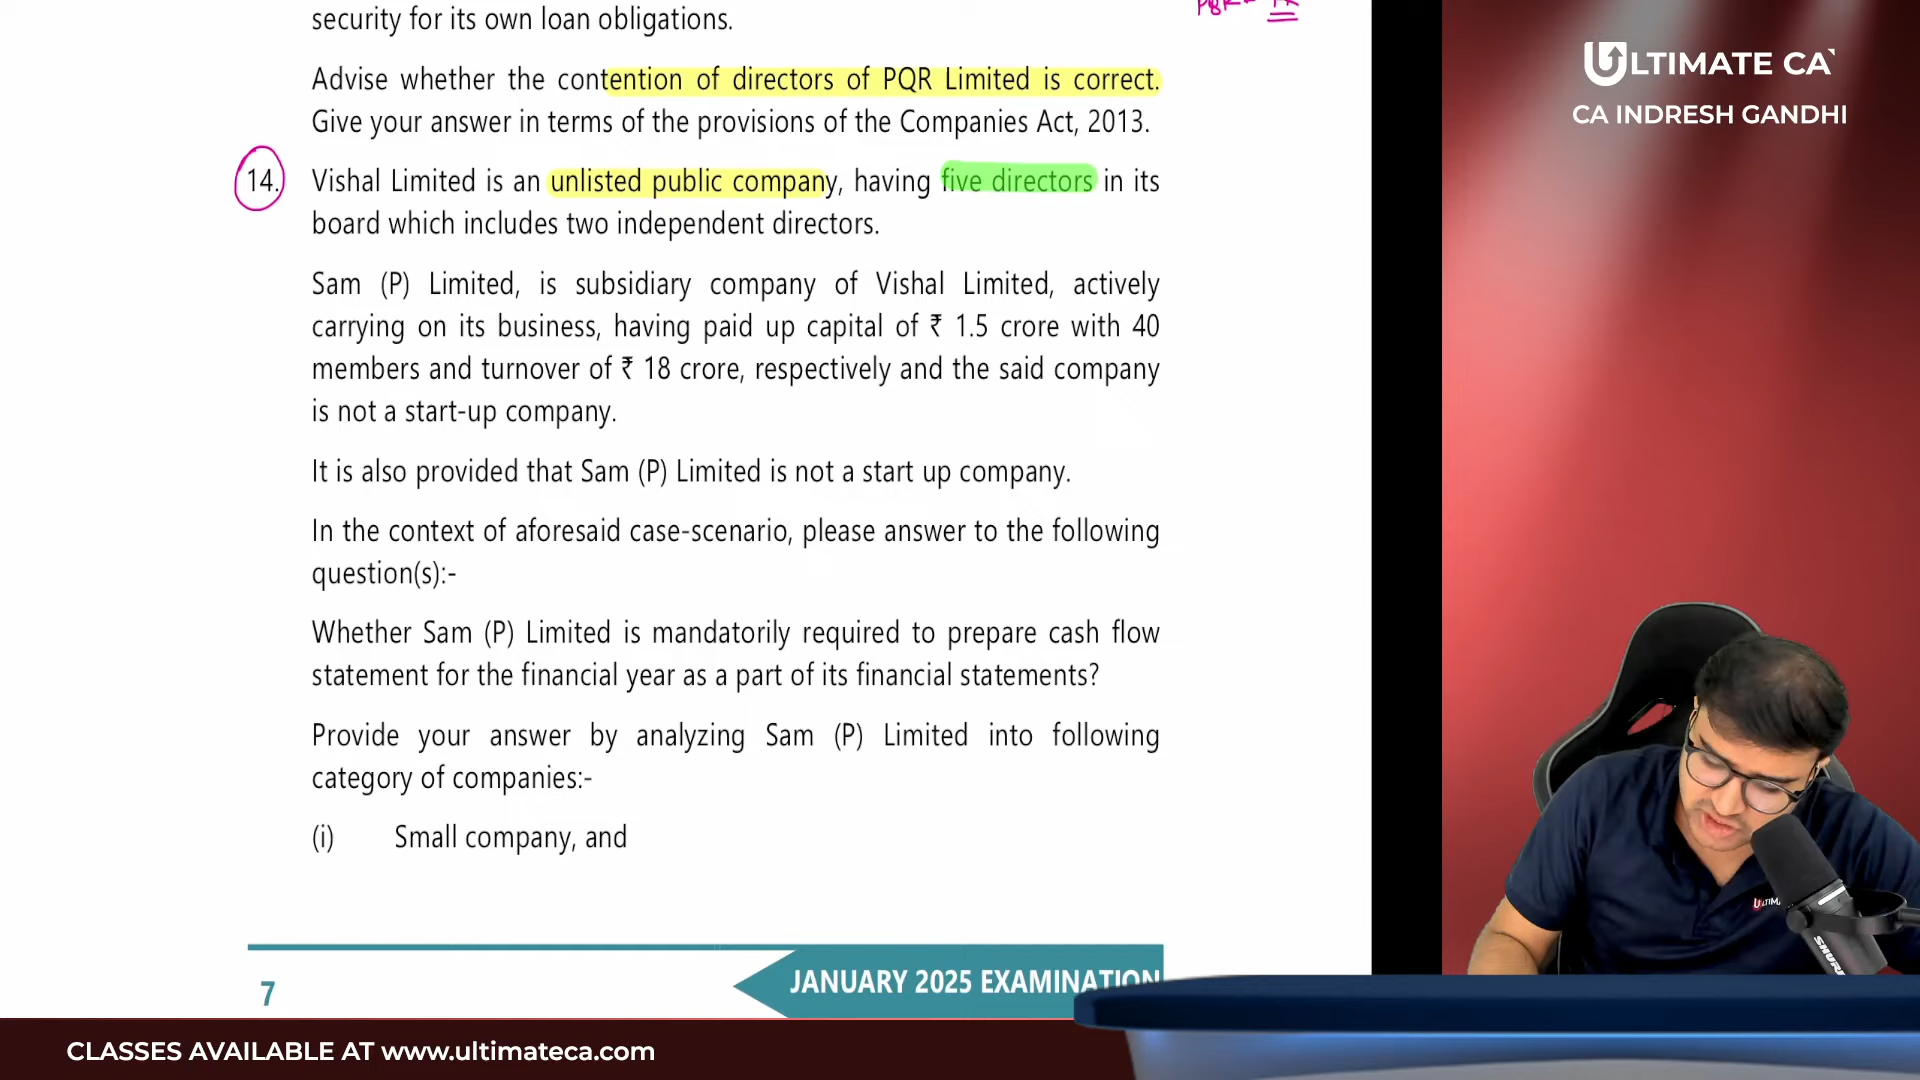 security for its own loan obligations.
ULTIMATE CA
CA INDRESH GANDHI
Advise whether the contention of directors of PQR Limited is correct.
Give your answer in terms of the provisions of the Companies Act, 2013.
14. Vishal Limited is an unlisted public company, having five directors in its
board which includes two independent directors.
Sam (P) Limited, is subsidiary company of Vishal Limited, actively
carrying on its business, having paid up capital of ₹ 1.5 crore with 40
members and turnover of ₹ 18 crore, respectively and the said company
is not a start-up company.
It is also provided that Sam (P) Limited is not a start up company.
In the context of aforesaid case-scenario, please answer to the following
question(s):-
Whether Sam (P) Limited is mandatorily required to prepare cash flow
statement for the financial year as a part of its financial statements?
Provide your answer by analyzing Sam (P) Limited into following
category of companies:-
(i) Small company, and
7
JANUARY 2025 EXAMINATION
CLASSES AVAILABLE AT www.ultimateca.com